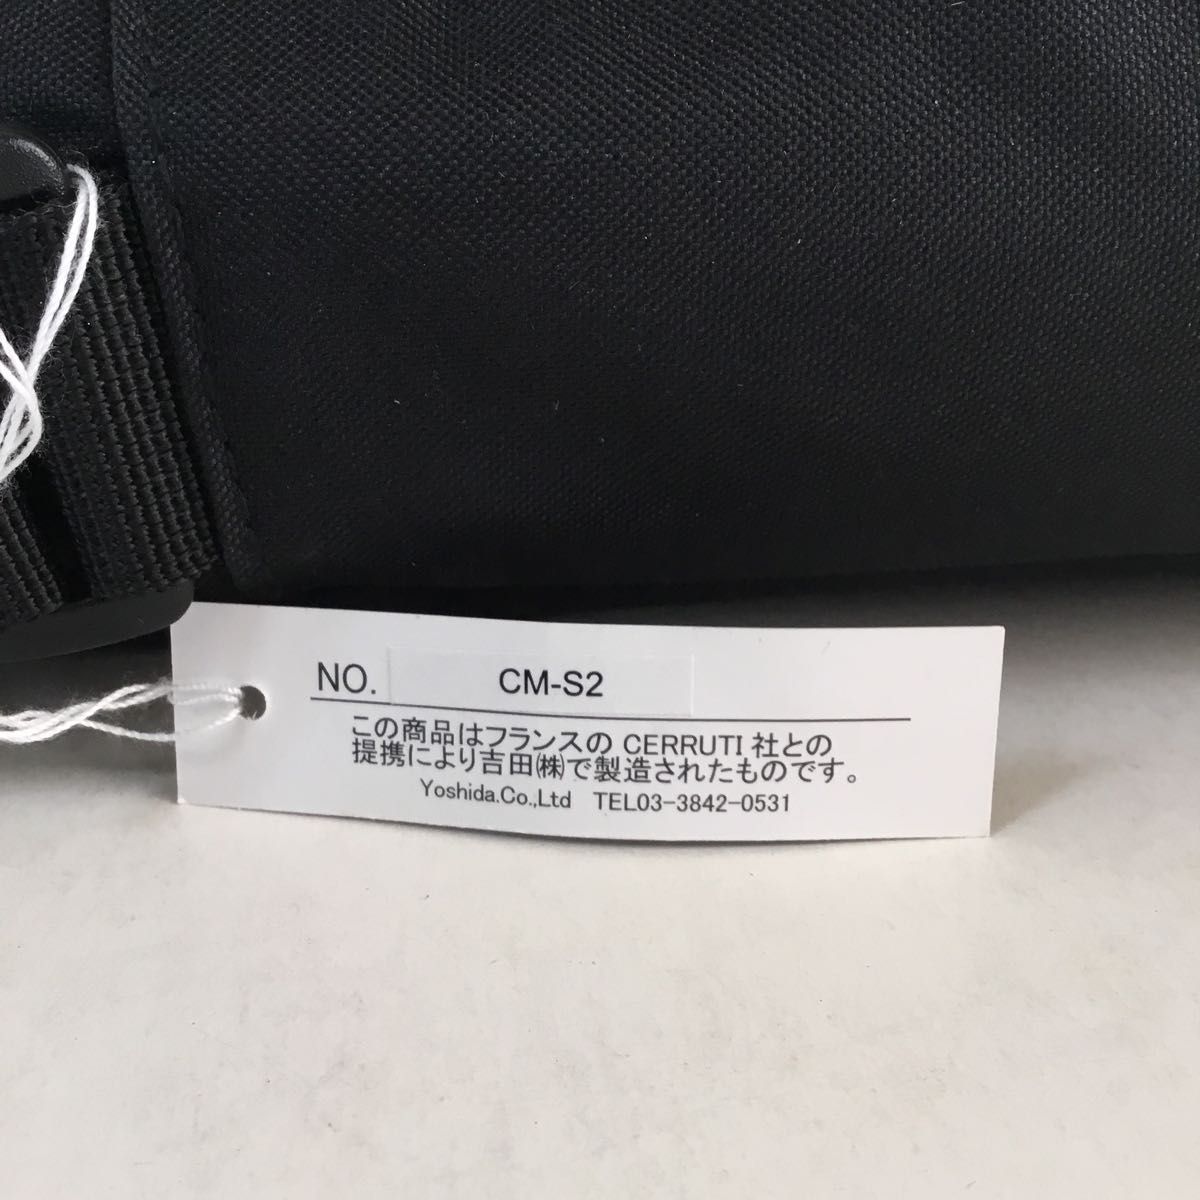 NO. CM-S2
この商品はフランスの CERRUTI 社との
提携により吉田㈱で製造されたものです。
Yoshida.Co.,Ltd TEL03-3842-0531